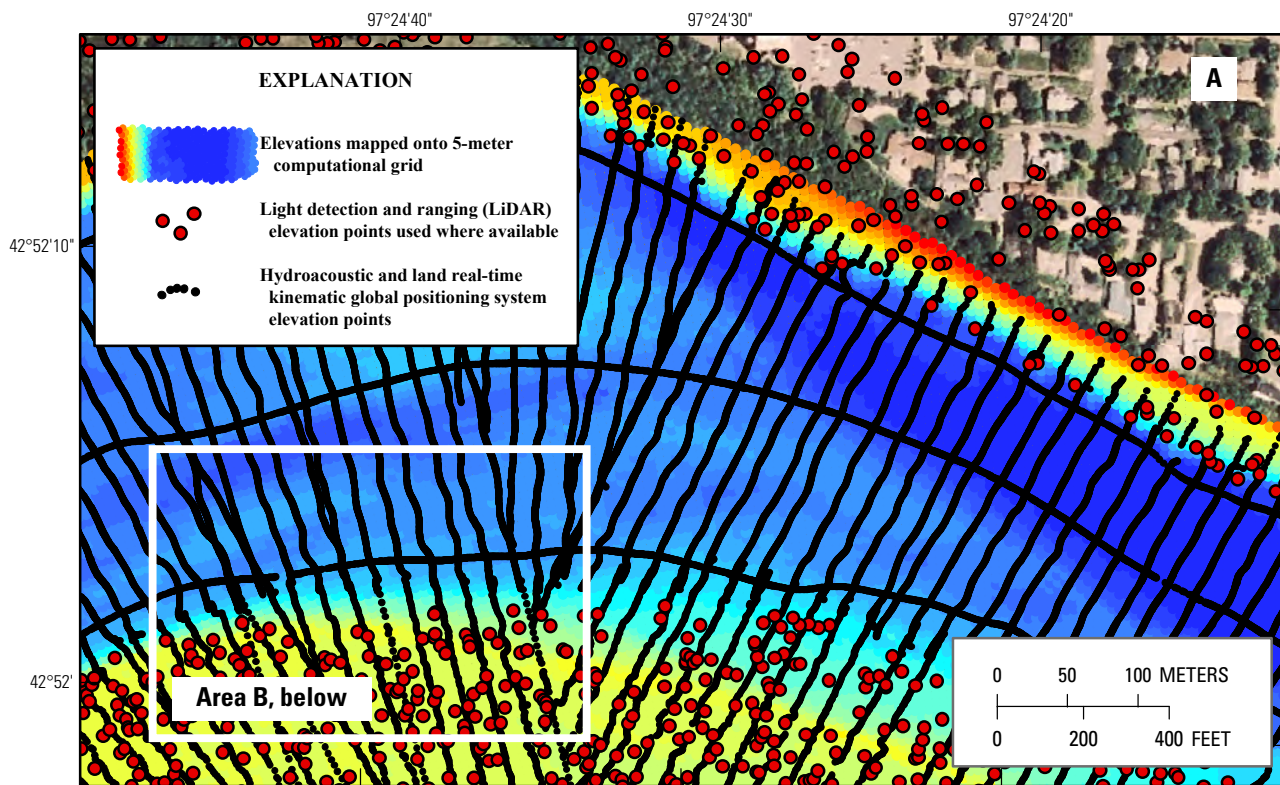 97°24'40"
97°24'30"
97°24'20"
A
EXPLANATION
Elevations mapped onto 5-meter
computational grid
Light detection and ranging (LiDAR)
elevation points used where available
Hydroacoustic and land real-time
kinematic global positioning system
elevation points
42°52'10"
42°52'
Area B, below
0 50 100 METERS
0 200 400 FEET